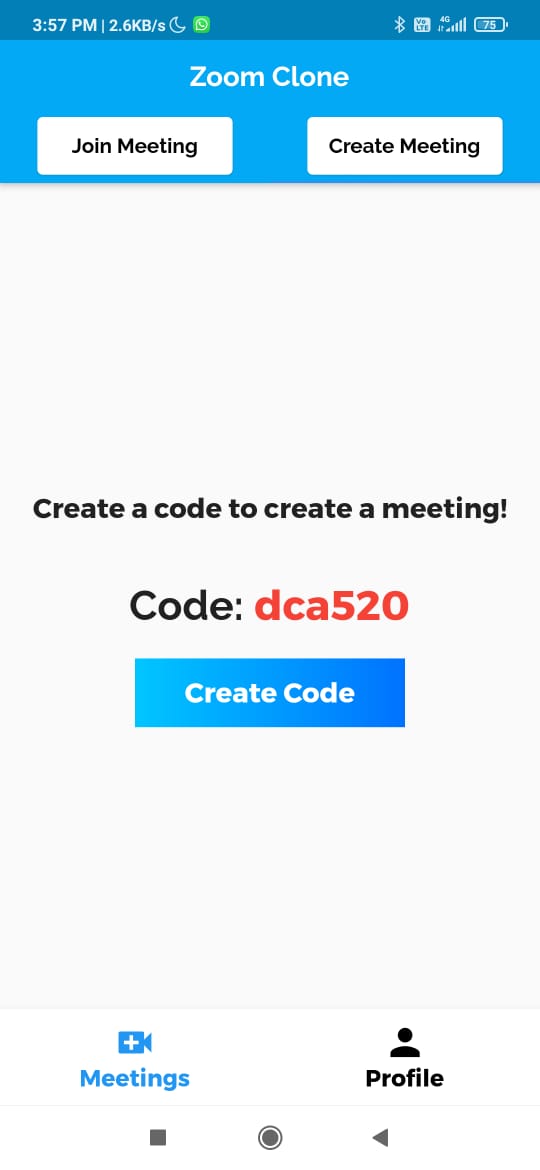 3:57 PM | 2.6KB/s
Vo LTE 4G 75
Zoom Clone
Join Meeting
Create Meeting
Create a code to create a meeting!
Code: dca520
Create Code
Meetings
Profile